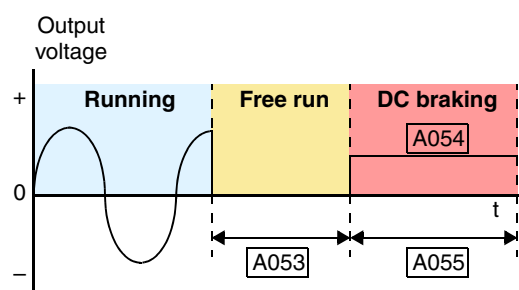 Output
voltage
+
Running
Free run
DC braking
A054
0
t
A053
A055
–